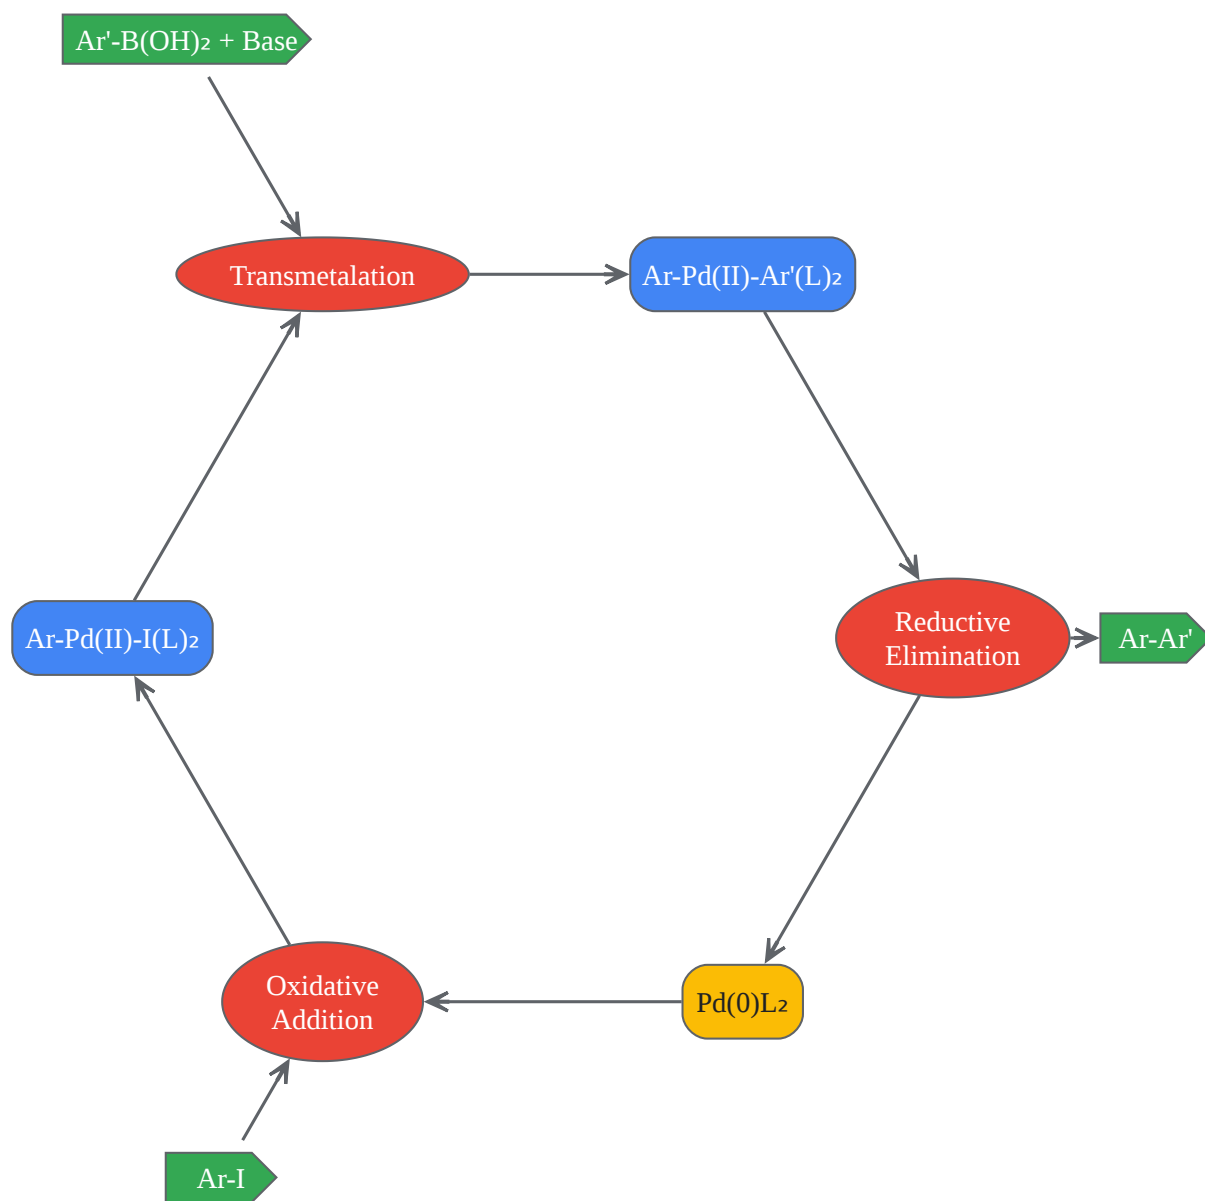 Ar'-B(OH)₂ + Base
Transmetalation
Ar-Pd(II)-Ar'(L)₂
Ar-Pd(II)-I(L)₂
Reductive
Elimination
Ar-Ar'
Oxidative
Addition
Pd(0)L₂
Ar-I